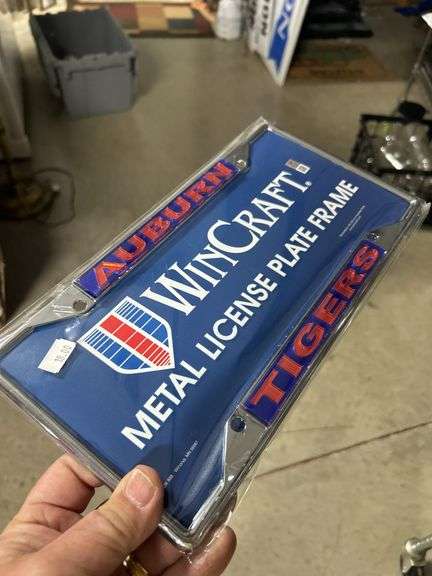 AUBURN
WINCRAFT®
METAL LICENSE PLATE FRAME
TIGERS